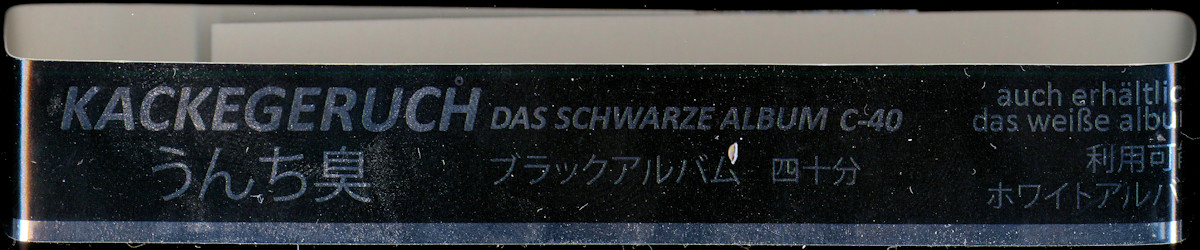 KACKEGERUCH DAS SCHWARZE ALBUM C-40
うんち臭 ブラックアルバム 四十分
auch erhältlic
das weiße albu
利用可
ホワイトアルバ